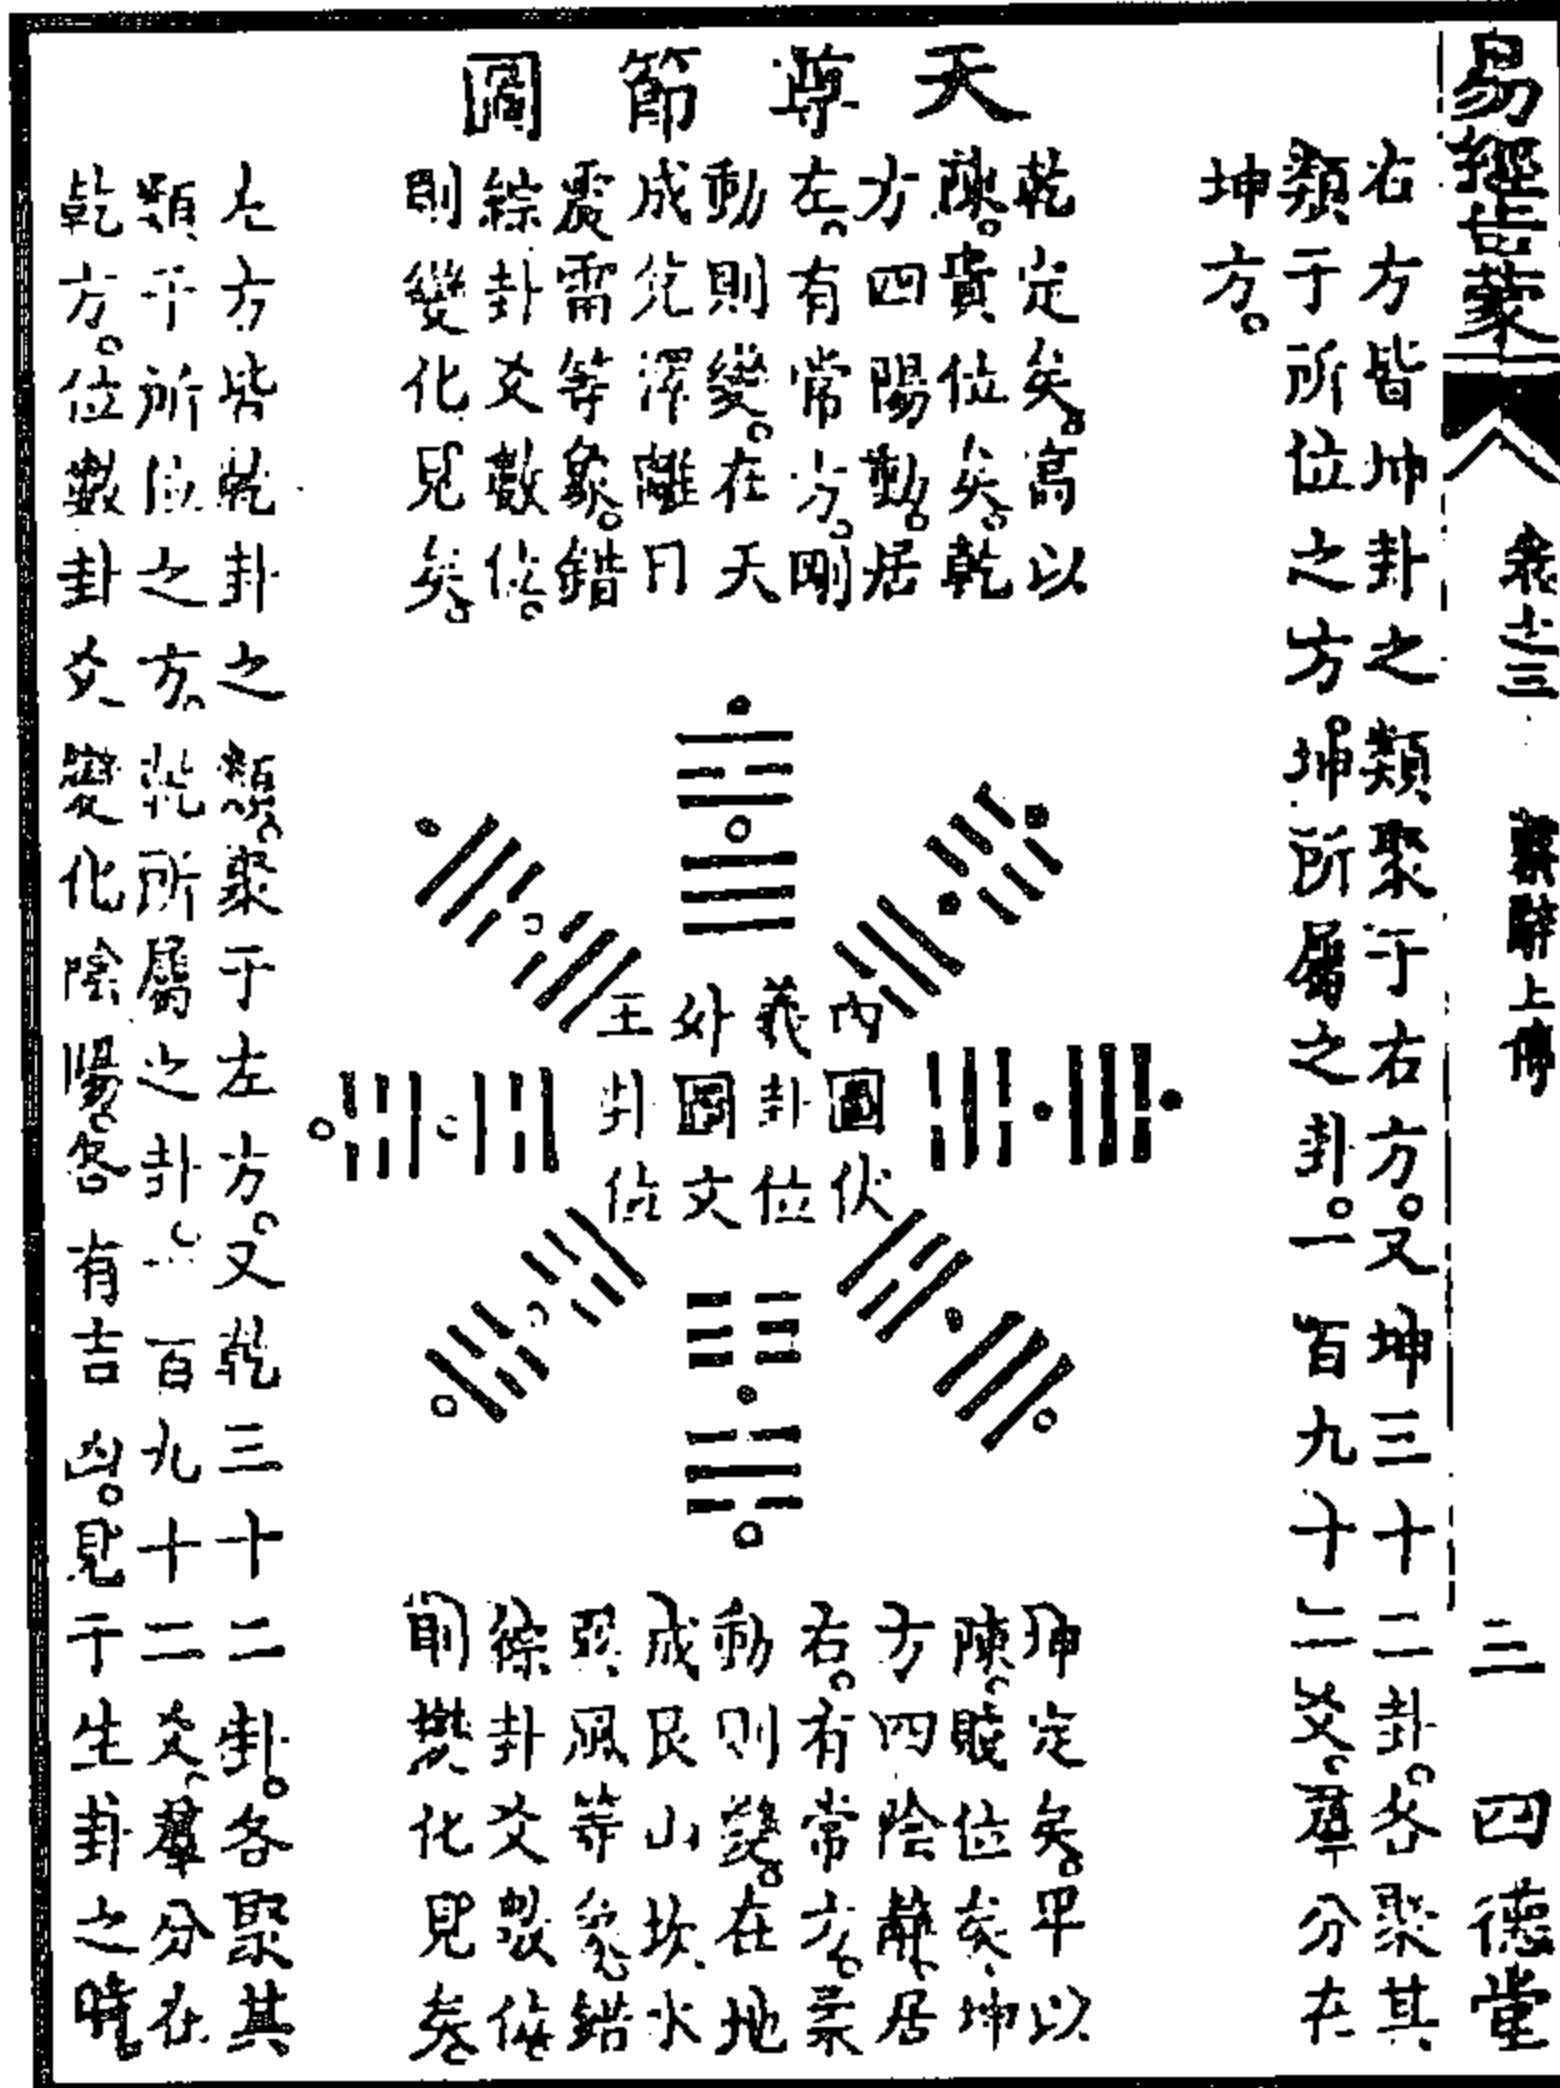 易經告蒙
卷之三
繫辭上傳
三
四德堂
天尊節圖
右方皆坤卦之類聚于右方。又坤三十二卦。各聚其
類于所位之方。坤所屬之卦。一百九十二爻。羣分在
坤方。
乾定矣。高以
陳。貴位矣。乾
方四陽動。居
左。有常方。剛
動則變。在天
成兌澤離日
震雷等象。錯
綜卦爻數位。
則變化見矣。
內圖伏
羲卦位
外圖文
王卦位
坤定矣。卑以
陳。賤位矣。坤
方四陰靜。居
右。有常方。柔
動則變。在地
成艮山坎水
巽風等象。錯
綜卦爻數位。
則變化見矣。
左方皆乾卦之類。聚于左方。又乾三十二卦。各聚其
類于所位之方。乾所屬之卦。一百九十二爻。羣分在
乾方。位數卦爻變化陰陽。各有吉凶。見于生卦之時。